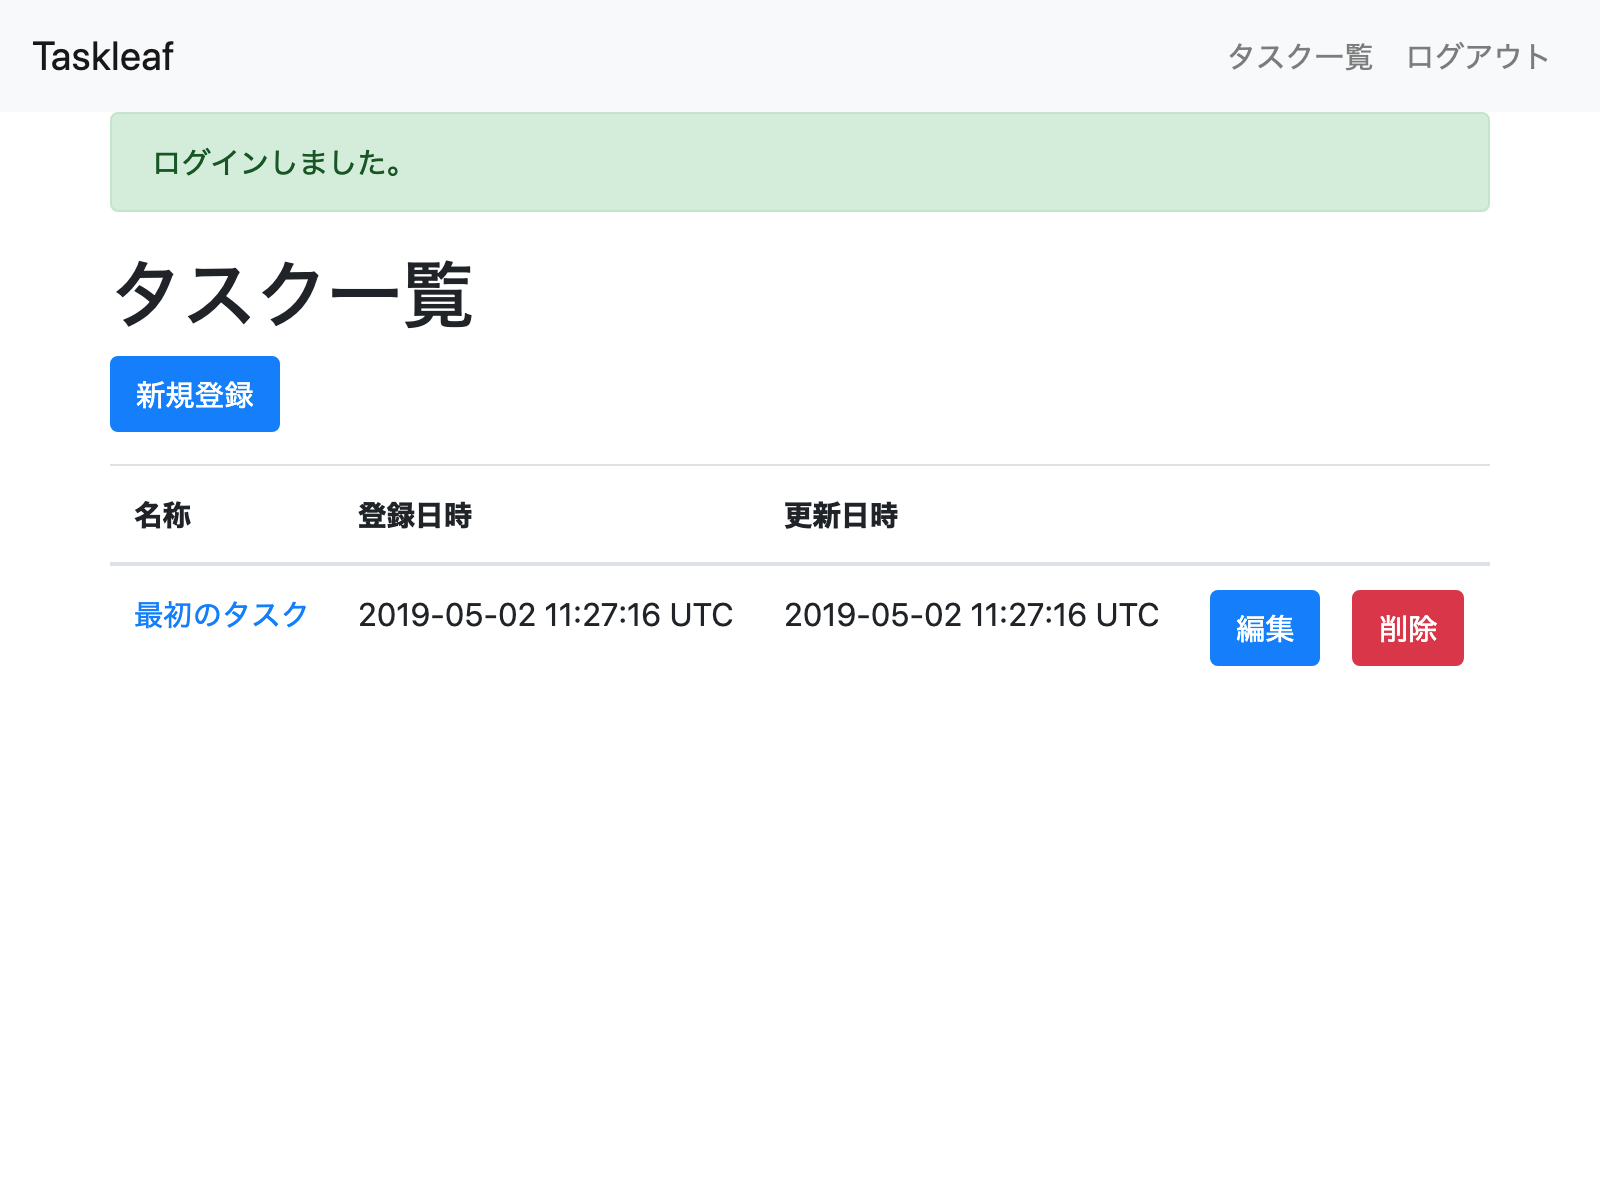 Taskleaf タスク一覧 ログアウト
ログインしました。
タスク一覧
新規登録
名称 登録日時 更新日時
最初のタスク 2019-05-02 11:27:16 UTC 2019-05-02 11:27:16 UTC 編集 削除